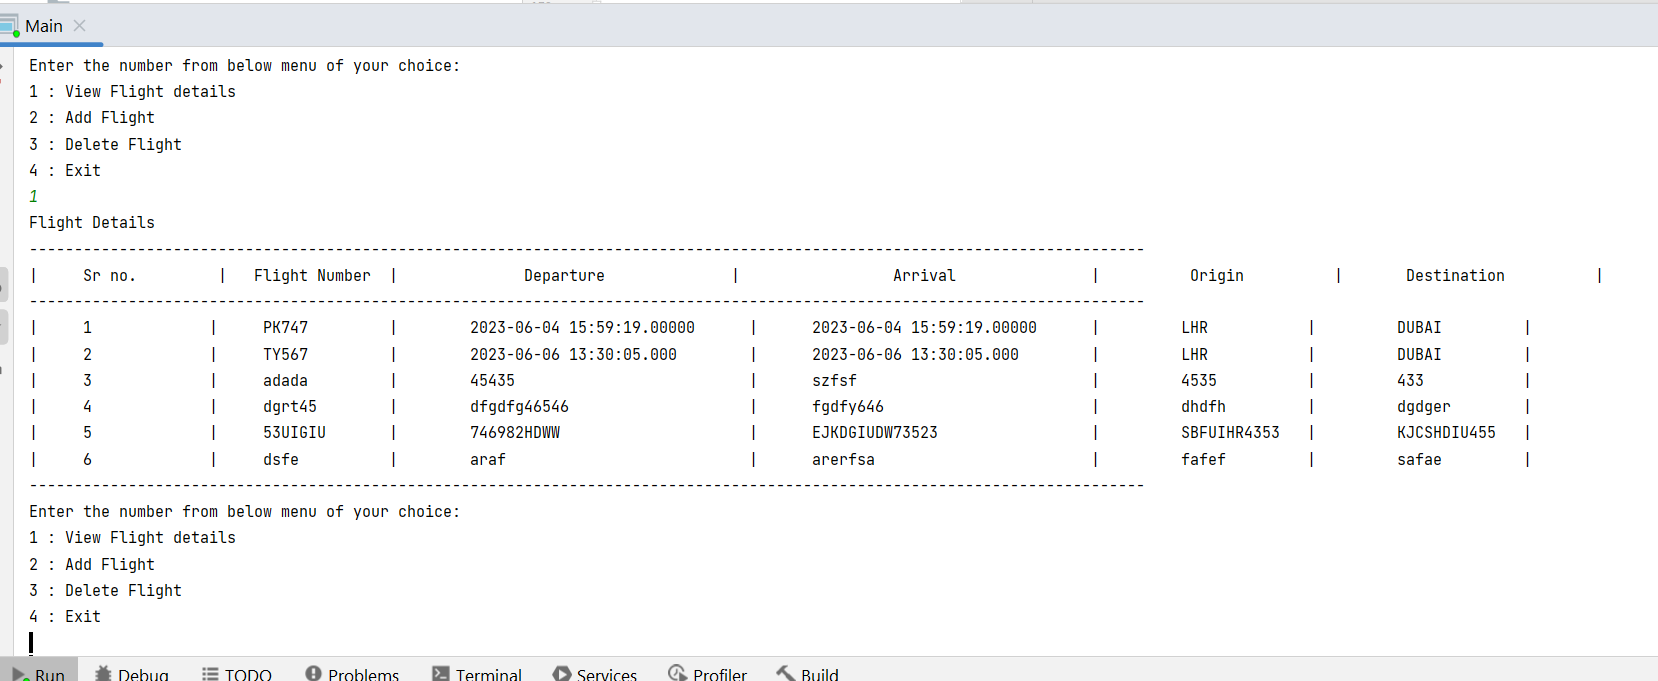 Main
Enter the number from below menu of your choice:
1 : View Flight details
2 : Add Flight
3 : Delete Flight
4 : Exit
1
Flight Details
----------------------------------------------------------------------------------------------------------------------------
| Sr no. | Flight Number | Departure | Arrival | Origin | Destination |
----------------------------------------------------------------------------------------------------------------------------
| 1 | PK747 | 2023-06-04 15:59:19.00000 | 2023-06-04 15:59:19.00000 | LHR | DUBAI |
| 2 | TY567 | 2023-06-06 13:30:05.000 | 2023-06-06 13:30:05.000 | LHR | DUBAI |
| 3 | adada | 45435 | szfsf | 4535 | 433 |
| 4 | dgrt45 | dfgdfg46546 | fgdfy646 | dhdfh | dgdger |
| 5 | 53UIGIU | 746982HDWW | EJKDGIUDW73523 | SBFUIHR4353 | KJCSHDIU455 |
| 6 | dsfe | araf | arerfsa | fafef | safae |
----------------------------------------------------------------------------------------------------------------------------
Enter the number from below menu of your choice:
1 : View Flight details
2 : Add Flight
3 : Delete Flight
4 : Exit
Run Debug TODO Problems Terminal Services Profiler Build